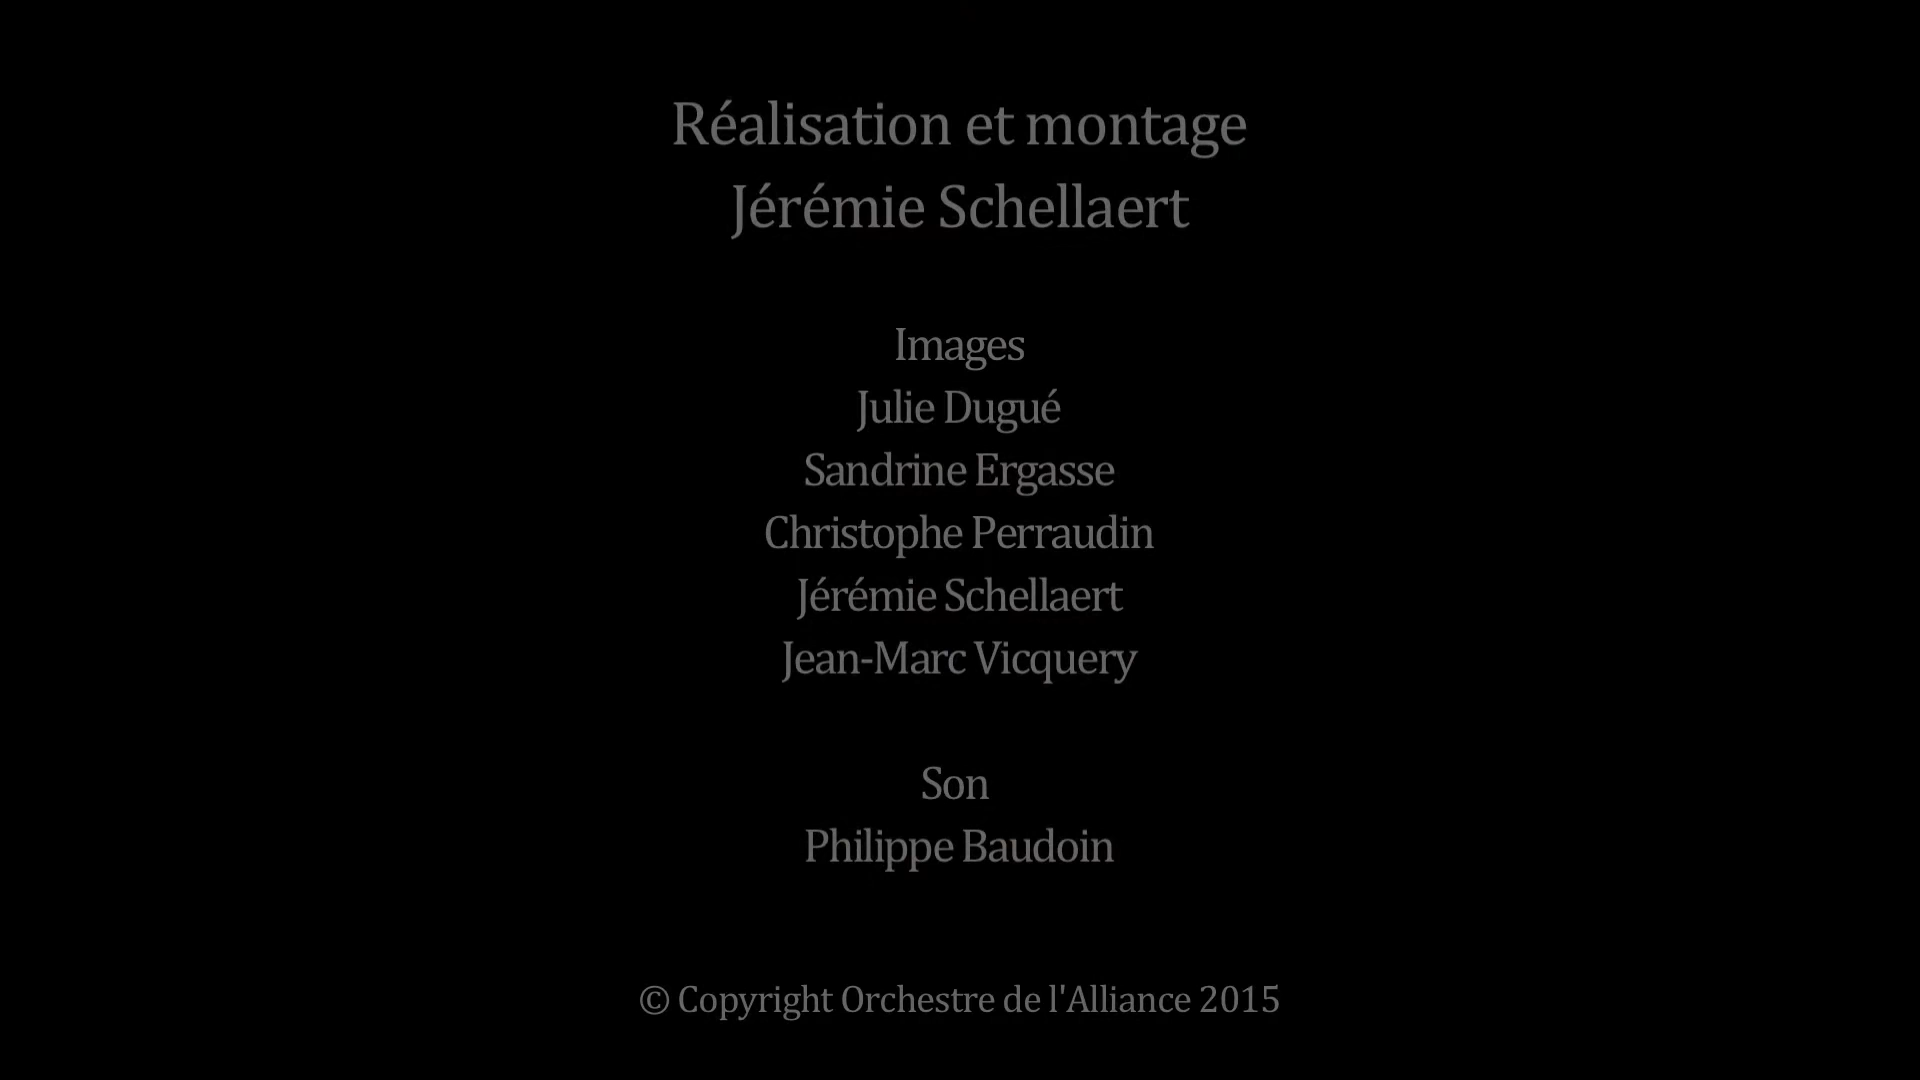 Réalisation et montage
Jérémie Schellaert
Images
Julie Dugué
Sandrine Ergasse
Christophe Perraudin
Jérémie Schellaert
Jean-Marc Vicquery
Son
Philippe Baudoin
© Copyright Orchestre de l'Alliance 2015